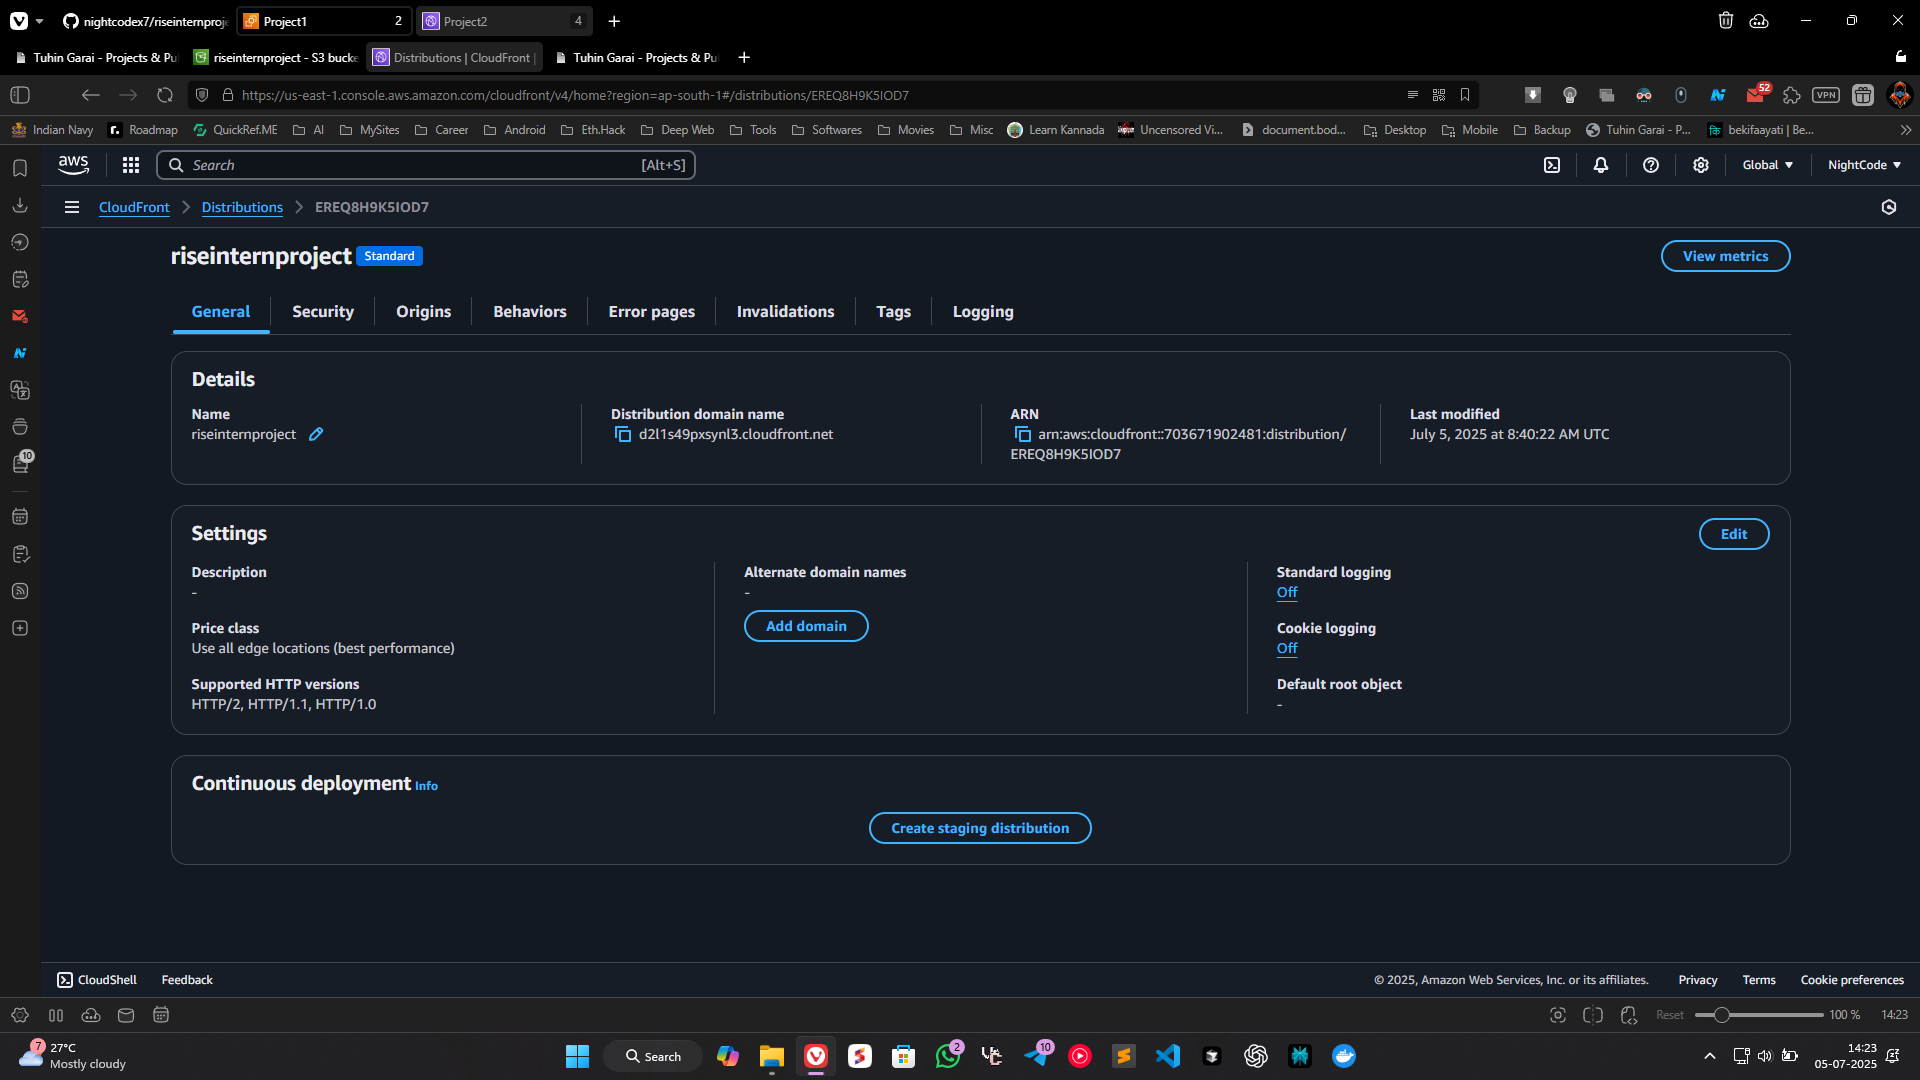 nightcodex7/riseinternproje
Project1
2
Project2
4
Tuhin Garai - Projects & Pu
riseinternproject - S3 bucke
Distributions | CloudFront |
Tuhin Garai - Projects & Pu
https://us-east-1.console.aws.amazon.com/cloudfront/v4/home?region=ap-south-1#/distributions/EREQ8H9K5IOD7
52
VPN
Indian Navy
Roadmap
QuickRef.ME
AI
MySites
Career
Android
Eth.Hack
Deep Web
Tools
Softwares
Movies
Misc
Learn Kannada
Uncensored Vi...
document.bod...
Desktop
Mobile
Backup
Tuhin Garai - P...
bekifaayati | Be...
aws
Search
[Alt+S]
Global
NightCode
CloudFront
Distributions
EREQ8H9K5IOD7
riseinternproject
Standard
View metrics
General
Security
Origins
Behaviors
Error pages
Invalidations
Tags
Logging
Details
Name
riseinternproject
Distribution domain name
d2l1s49pxsynl3.cloudfront.net
ARN
arn:aws:cloudfront::703671902481:distribution/
EREQ8H9K5IOD7
Last modified
July 5, 2025 at 8:40:22 AM UTC
10
Settings
Edit
Description
-
Price class
Use all edge locations (best performance)
Supported HTTP versions
HTTP/2, HTTP/1.1, HTTP/1.0
Alternate domain names
-
Add domain
Standard logging
Off
Cookie logging
Off
Default root object
-
Continuous deployment Info
Create staging distribution
CloudShell
Feedback
© 2025, Amazon Web Services, Inc. or its affiliates.
Privacy
Terms
Cookie preferences
Reset
100 %
14:23
7
27°C
Mostly cloudy
Search
2
10
14:23
05-07-2025